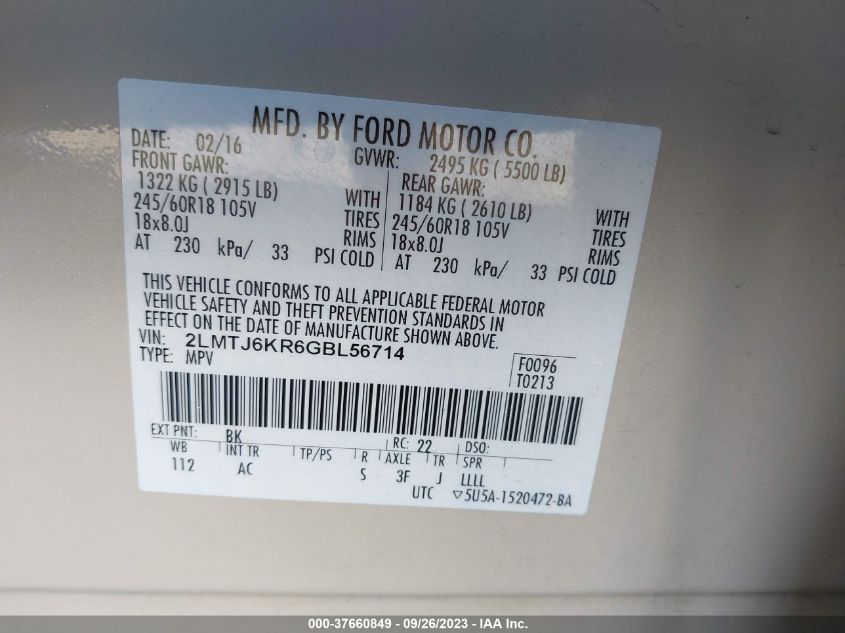 MFD. BY FORD MOTOR CO.
DATE: 02/16 GVWR: 2495 KG ( 5500 LB)
FRONT GAWR: REAR GAWR:
1322 KG ( 2915 LB) WITH 1184 KG ( 2610 LB) WITH
245/60R18 105V TIRES 245/60R18 105V TIRES
18x8.0J RIMS 18x8.0J RIMS
AT 230 kPa/ 33 PSI COLD AT 230 kPa/ 33 PSI COLD
THIS VEHICLE CONFORMS TO ALL APPLICABLE FEDERAL MOTOR
VEHICLE SAFETY AND THEFT PREVENTION STANDARDS IN
EFFECT ON THE DATE OF MANUFACTURE SHOWN ABOVE.
VIN: 2LMTJ6KR6GBL56714
TYPE: MPV
F0096
T0213
EXT PNT: BK RC: 22 DSO:
WB INT TR TP/PS R AXLE TR SPR
112 AC S 3F J LLLL
UTC ▽5U5A-1520472-BA
000-37660849 - 09/26/2023 - IAA Inc.